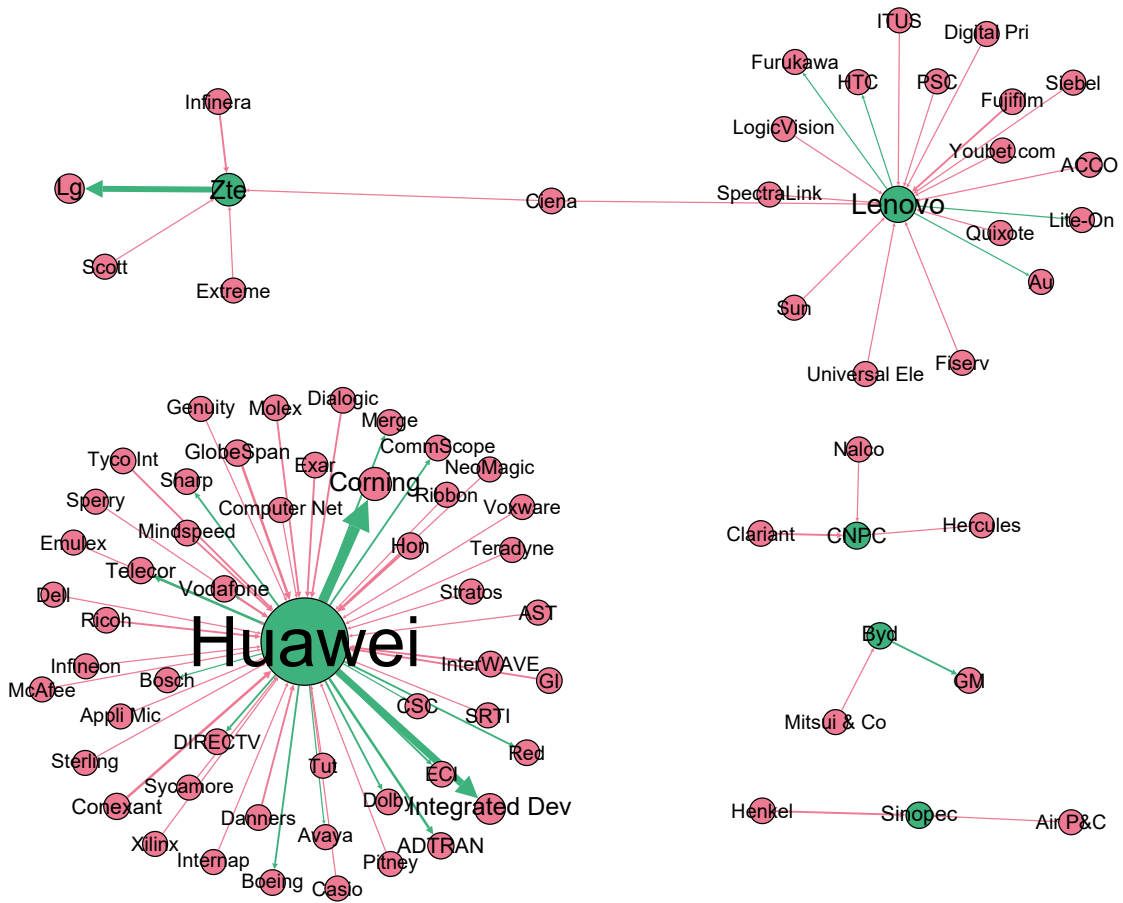 ITUS
Digital Pri
Furukawa
HTC
PSC
Siebel
Infinera
Fujifilm
LogicVision
Youbet.com
ACCO
Lg
Zte
SpectraLink
Ciena
Lenovo
Lite-On
Quixote
Scott
Au
Extreme
Sun
Fiserv
Universal Ele
Dialogic
Genuity
Molex
Merge
CommScope
Nalco
GlobeSpan
Tyco Int
Exar
NeoMagic
Sharp
Corning
Ribbon
Sperry
Computer Net
Voxware
Hercules
Mindspeed
Clariant
CNPC
Emulex
Hon
Teradyne
Telecor
Vodafone
Stratos
Dell
AST
Ricoh
Byd
Huawei
Infineon
InterWAVE
Bosch
GI
GM
McAfee
CSC
Appli Mic
SRTI
Mitsui & Co
DIRECTV
Red
Sterling
Tut
ECI
Sycamore
Dolby
Conexant
Integrated Dev
Henkel
Sinopec
Danners
Air P&C
Avaya
Xilinx
ADTRAN
Internap
Pitney
Boeing
Casio